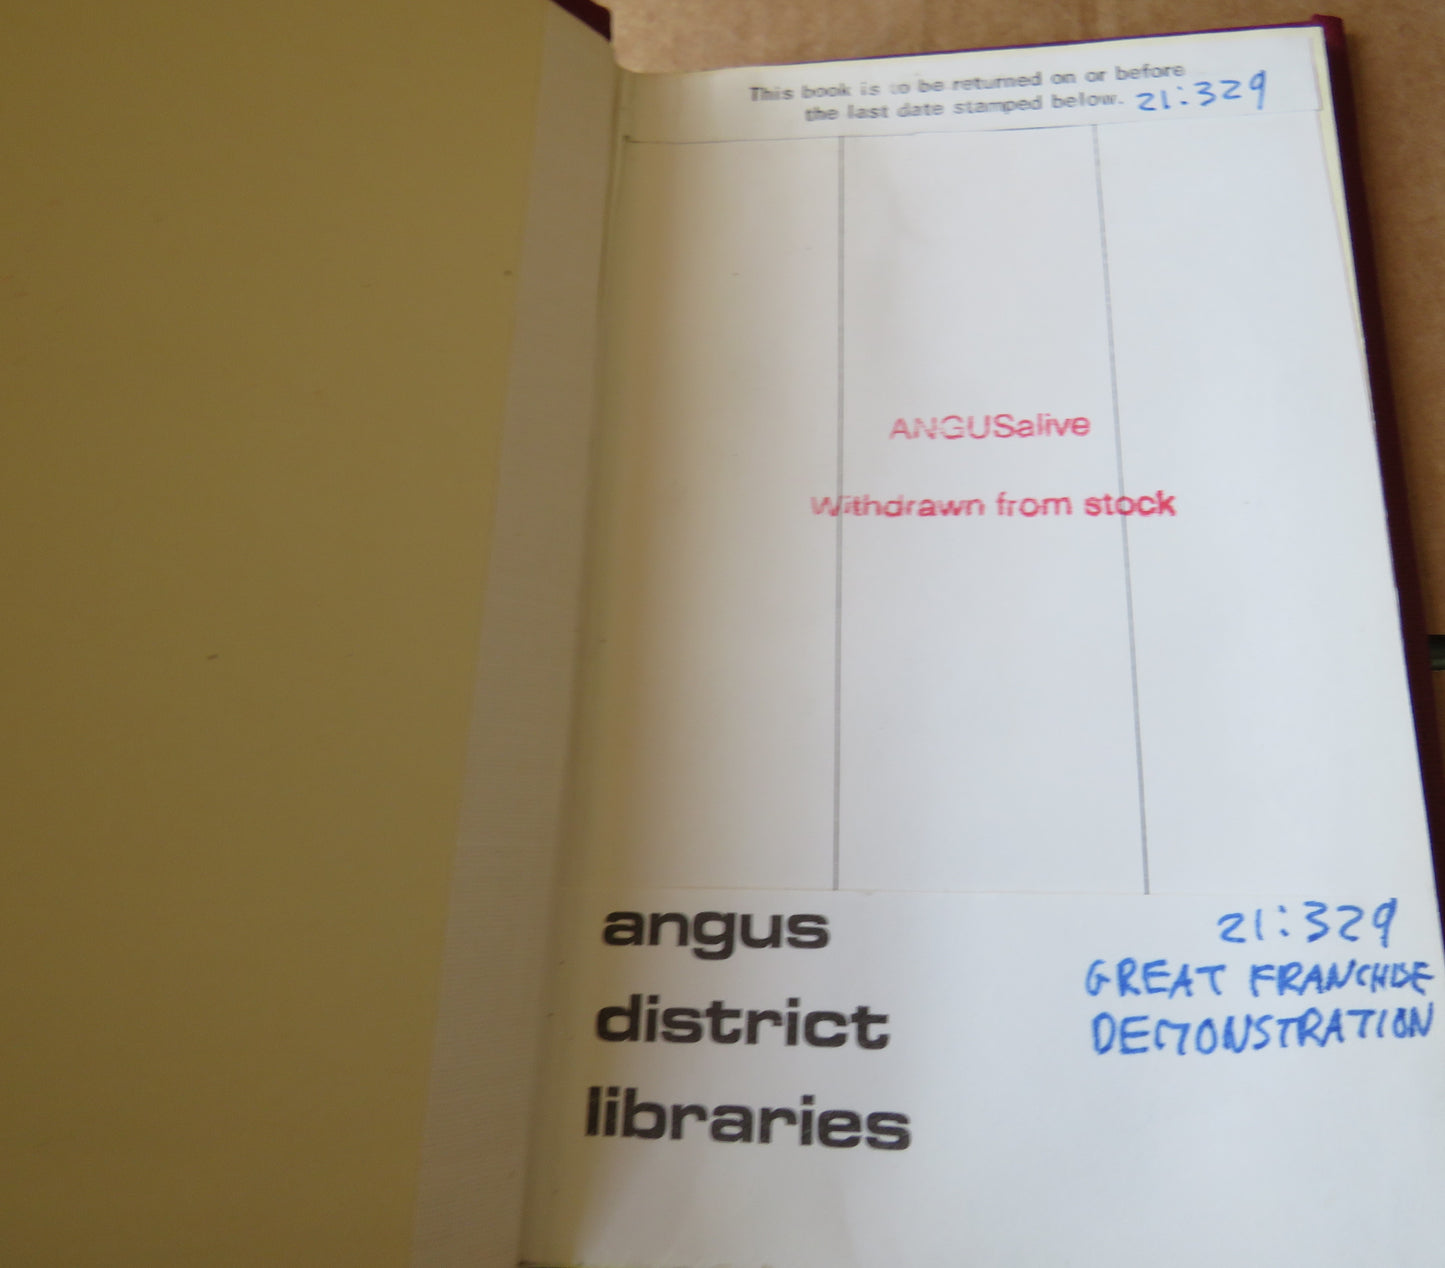 This book is to be returned on or before
the last date stamped below. 21:329
ANGUSalive
Withdrawn from stock
angus
district
libraries
21:329
GREAT FRANCHISE
DEMONSTRATION